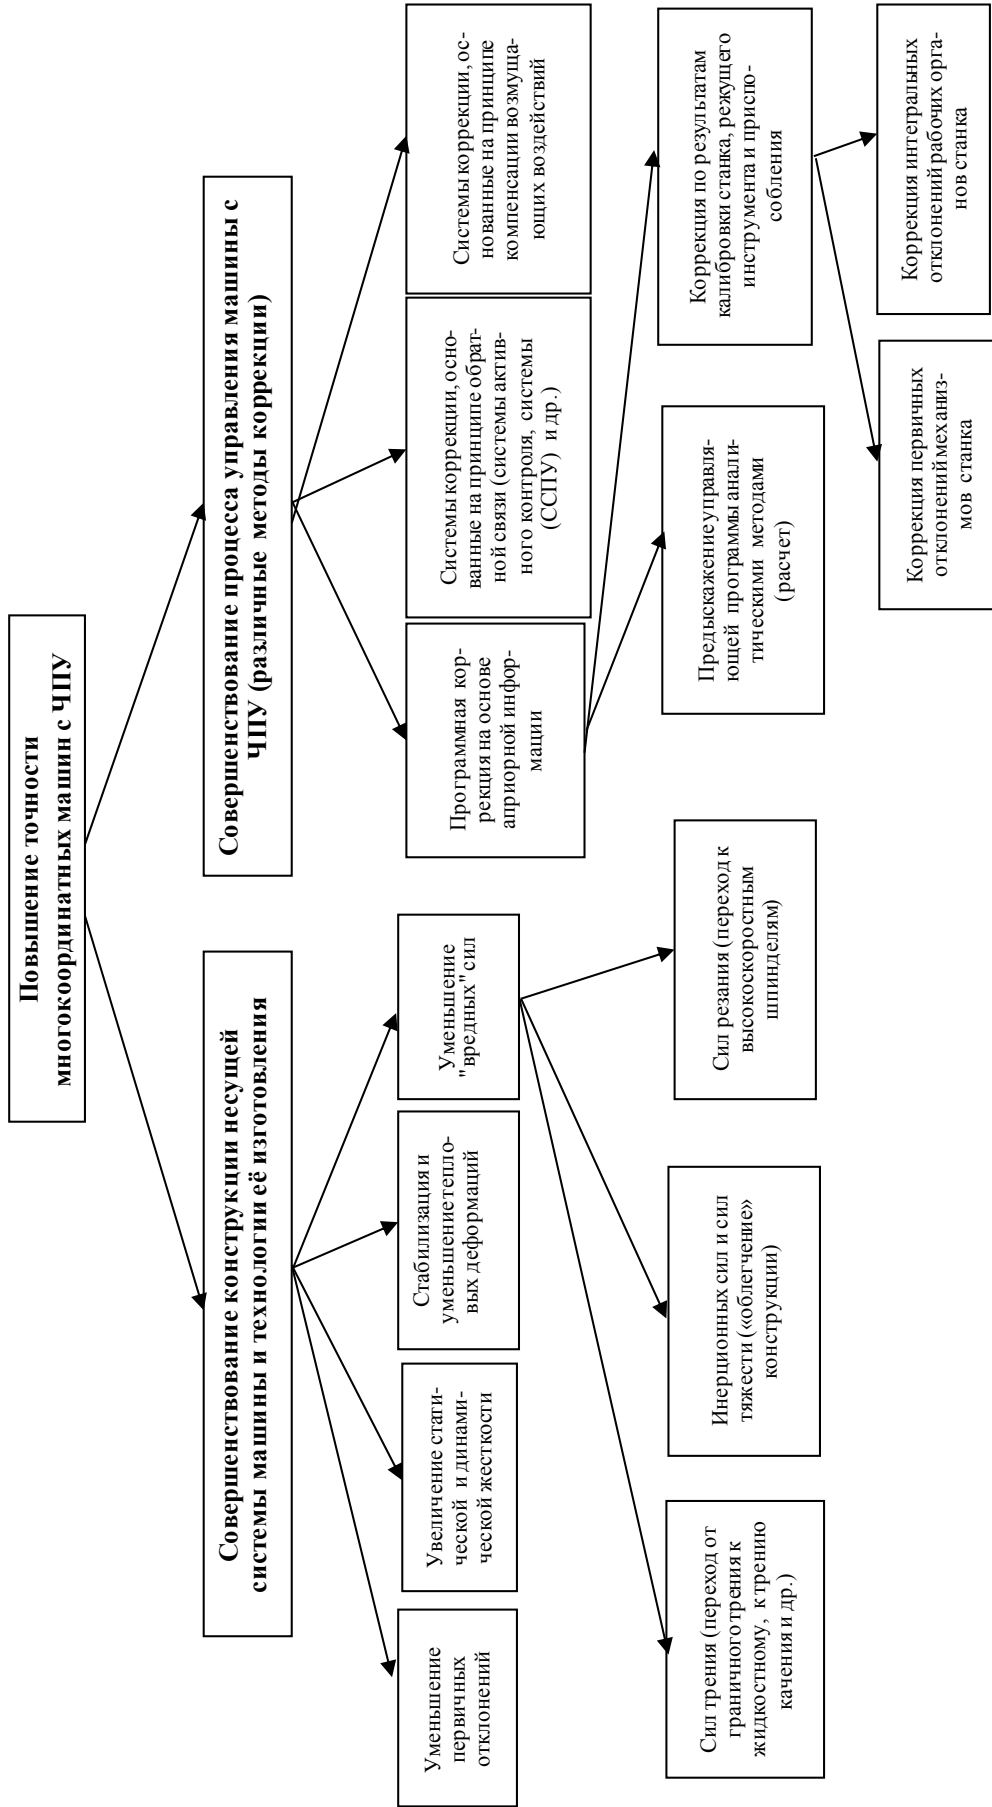 Повышение точности
многокоординатных машин с ЧПУ
Совершенствование конструкции несущей
системы машины и технологии её изготовления
Совершенствование процесса управления машины с
ЧПУ (различные методы коррекции)
Уменьшение
первичных
отклонений
Увеличение стати-
ческой и динами-
ческой жесткости
Стабилизация и
уменьшение тепло-
вых деформаций
Уменьшение
"вредных" сил
Программная кор-
рекция на основе
априорной инфор-
мации
Системы коррекции, осно-
ванные на принципе обрат-
ной связи (системы актив-
ного контроля, системы
(ССПУ) и др.)
Системы коррекции, ос-
нованные на принципе
компенсации возмуща-
ющих воздействий
Сил трения (переход от
граничного трения к
жидкостному, к трению
качения и др.)
Инерционных сил и сил
тяжести («облегчение»
конструкции)
Сил резания (переход к
высокоскоростным
шпинделям)
Предыскажение управля-
ющей программы анали-
тическими методами
(расчет)
Коррекция по результатам
калибровки станка, режущего
инструмента и приспо-
собления
Коррекция первичных
отклонений механиз-
мов станка
Коррекция интегральных
отклонений рабочих орга-
нов станка